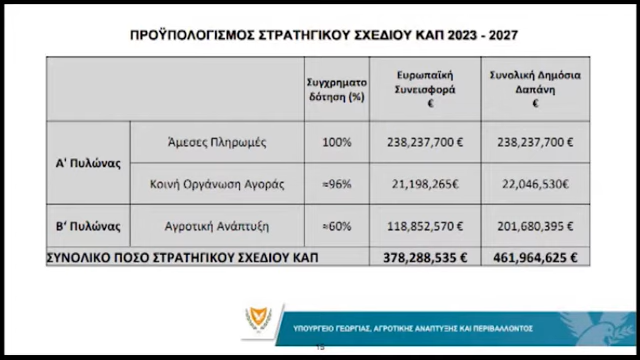 ΠΡΟΫΠΟΛΟΓΙΣΜΟΣ ΣΤΡΑΤΗΓΙΚΟΥ ΣΧΕΔΙΟΥ ΚΑΠ 2023 - 2027
Συγχρηματο
δότηση (%)
Ευρωπαϊκή
Συνεισφορά
€
Συνολική Δημόσια
Δαπάνη
€
Α' Πυλώνας
Άμεσες Πληρωμές 100% 238,237,700 € 238,237,700 €
Κοινή Οργάνωση Αγοράς ≈96% 21,198,265€ 22,046,530€
Β' Πυλώνας Αγροτική Ανάπτυξη ≈60% 118,852,570 € 201,680,395 €
ΣΥΝΟΛΙΚΟ ΠΟΣΟ ΣΤΡΑΤΗΓΙΚΟΥ ΣΧΕΔΙΟΥ ΚΑΠ 378,288,535 € 461,964,625 €
ΥΠΟΥΡΓΕΙΟ ΓΕΩΡΓΙΑΣ, ΑΓΡΟΤΙΚΗΣ ΑΝΑΠΤΥΞΗΣ ΚΑΙ ΠΕΡΙΒΑΛΛΟΝΤΟΣ